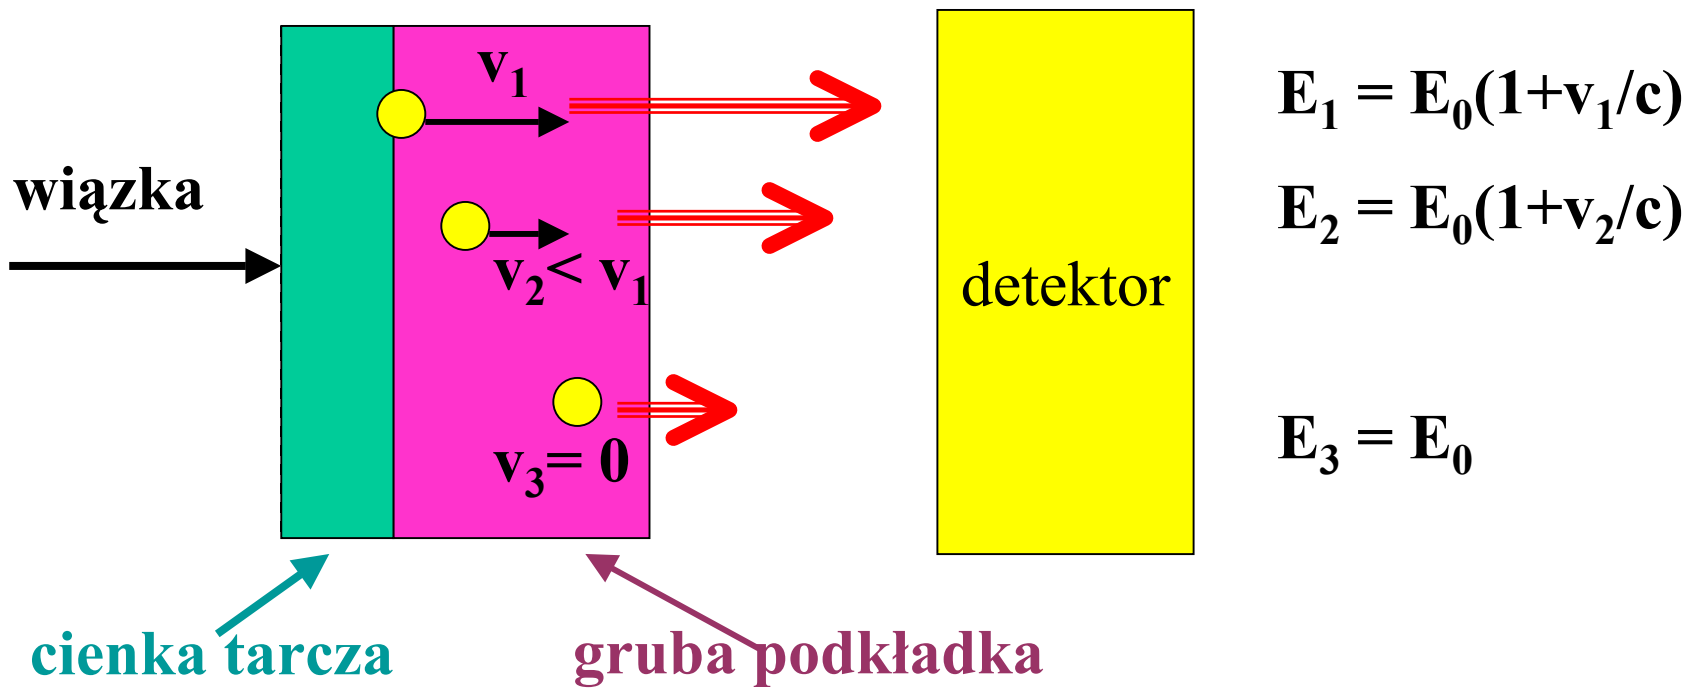 v₁
E₁ = E₀(1+v₁/c)
wiązka
E₂ = E₀(1+v₂/c)
v₂< v₁
detektor
v₃= 0
E₃ = E₀
cienka tarcza
gruba podkładka